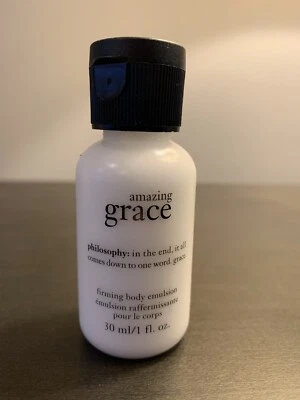 amazing
grace
philosophy: in the end, it all
comes down to one word. grace.
firming body emulsion
émulsion raffermissante
pour le corps
30 ml/1 fl. oz.